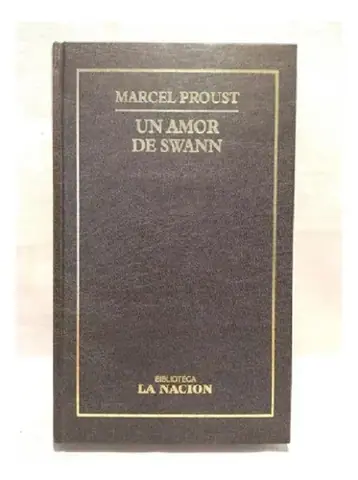 MARCEL PROUST
UN AMOR
DE SWANN
BIBLIOTECA
LA NACION